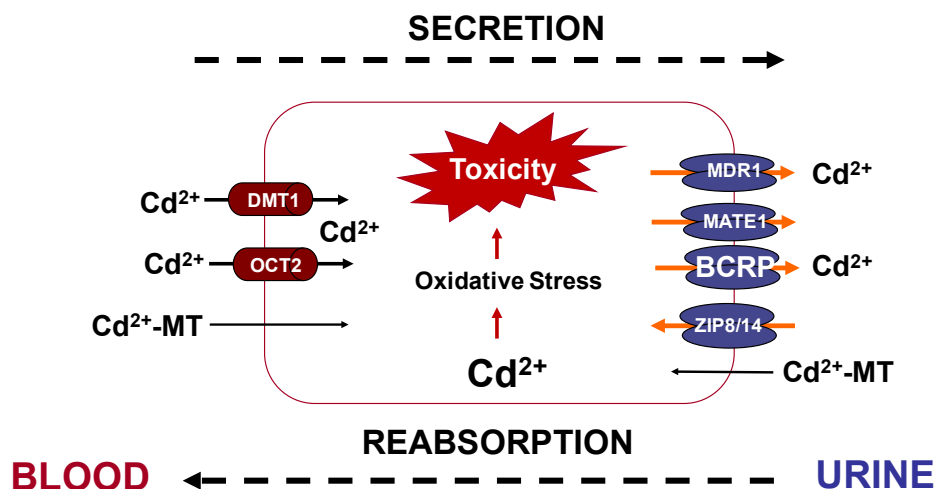 SECRETION
Toxicity
MDR1
Cd²⁺
Cd²⁺
DMT1
MATE1
Cd²⁺
Cd²⁺
OCT2
Oxidative Stress
BCRP
Cd²⁺
Cd²⁺-MT
ZIP8/14
Cd²⁺
Cd²⁺-MT
REABSORPTION
BLOOD
URINE